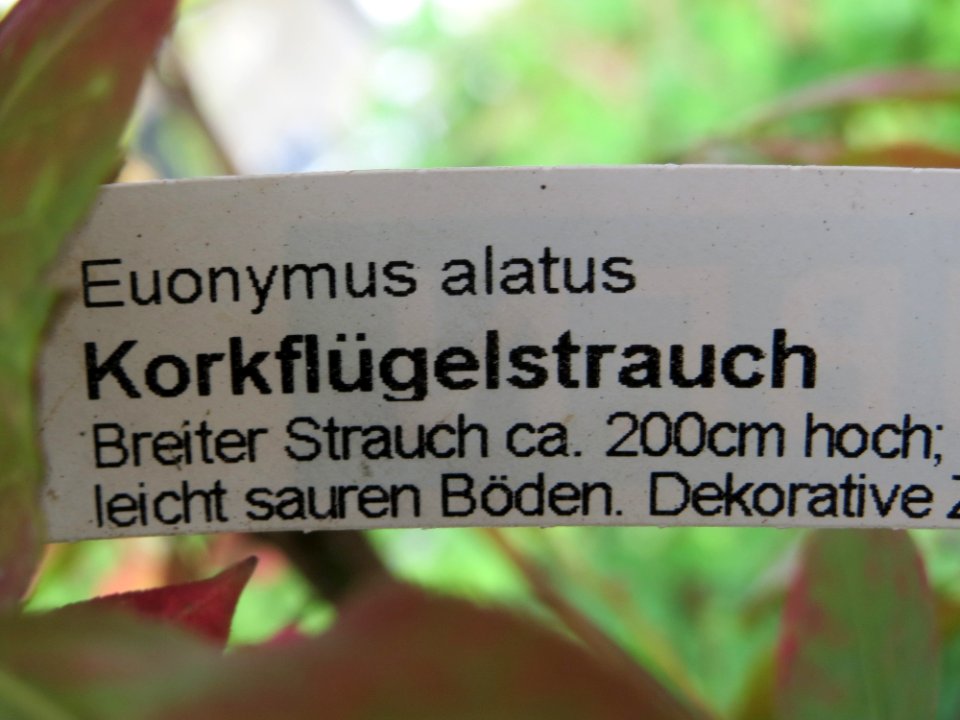 Euonymus alatus
Korkflügelstrauch
Breiter Strauch ca. 200cm hoch;
leicht sauren Böden. Dekorative